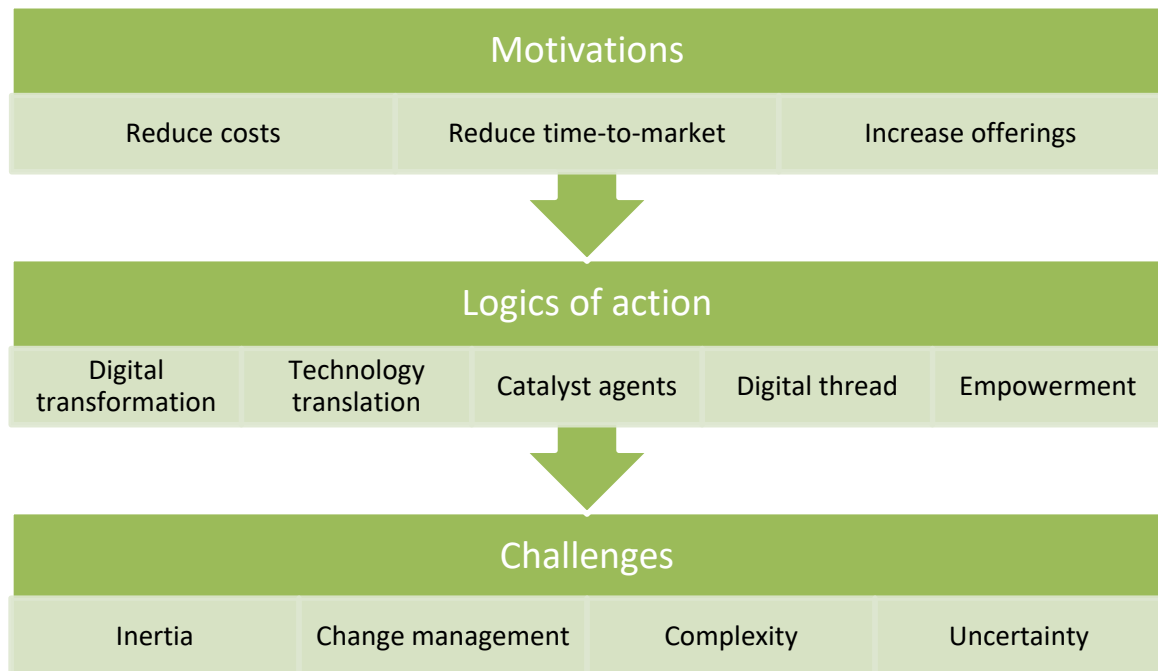 Motivations
Reduce costs
Reduce time-to-market
Increase offerings
Logics of action
Digital
transformation
Technology
translation
Catalyst agents
Digital thread
Empowerment
Challenges
Inertia
Change management
Complexity
Uncertainty